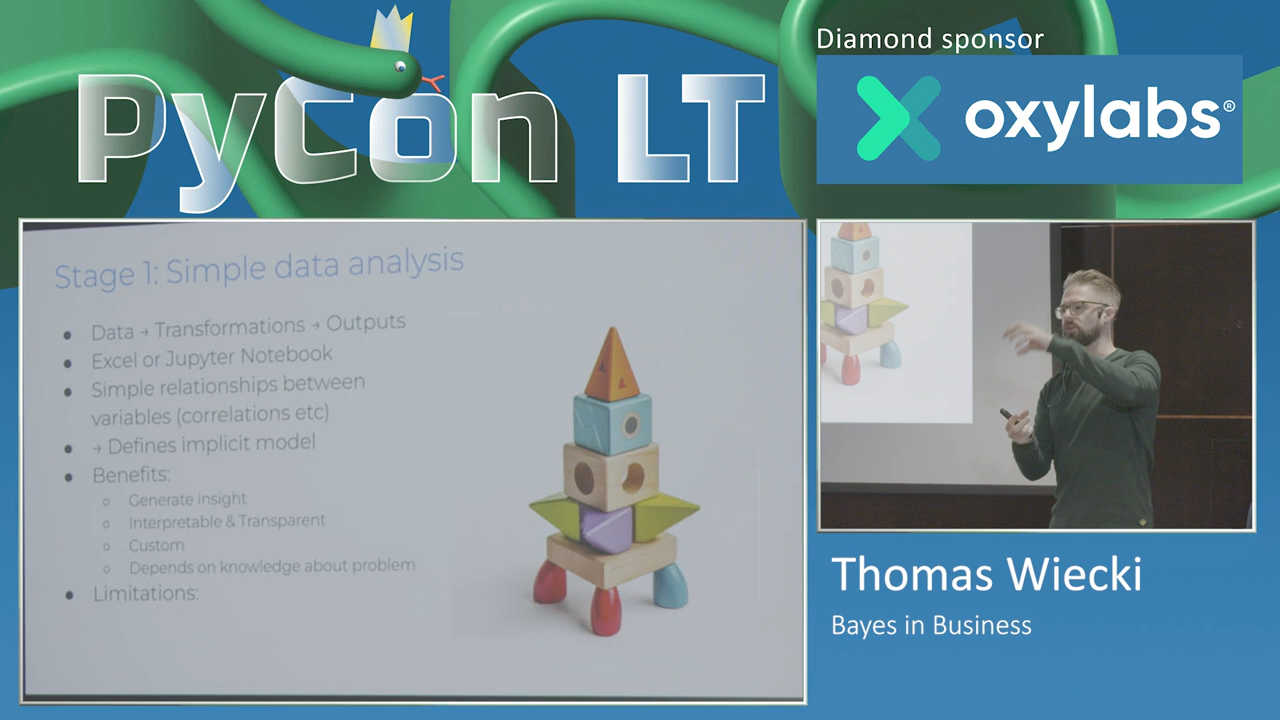 PyCon LT
Diamond sponsor
oxylabs®
Stage 1: Simple data analysis
● Data → Transformations → Outputs
● Excel or Jupyter Notebook
● Simple relationships between
variables (correlations etc)
● → Defines implicit model
● Benefits:
○ Generate insight
○ Interpretable & Transparent
○ Custom
○ Depends on knowledge about problem
● Limitations:
Thomas Wiecki
Bayes in Business